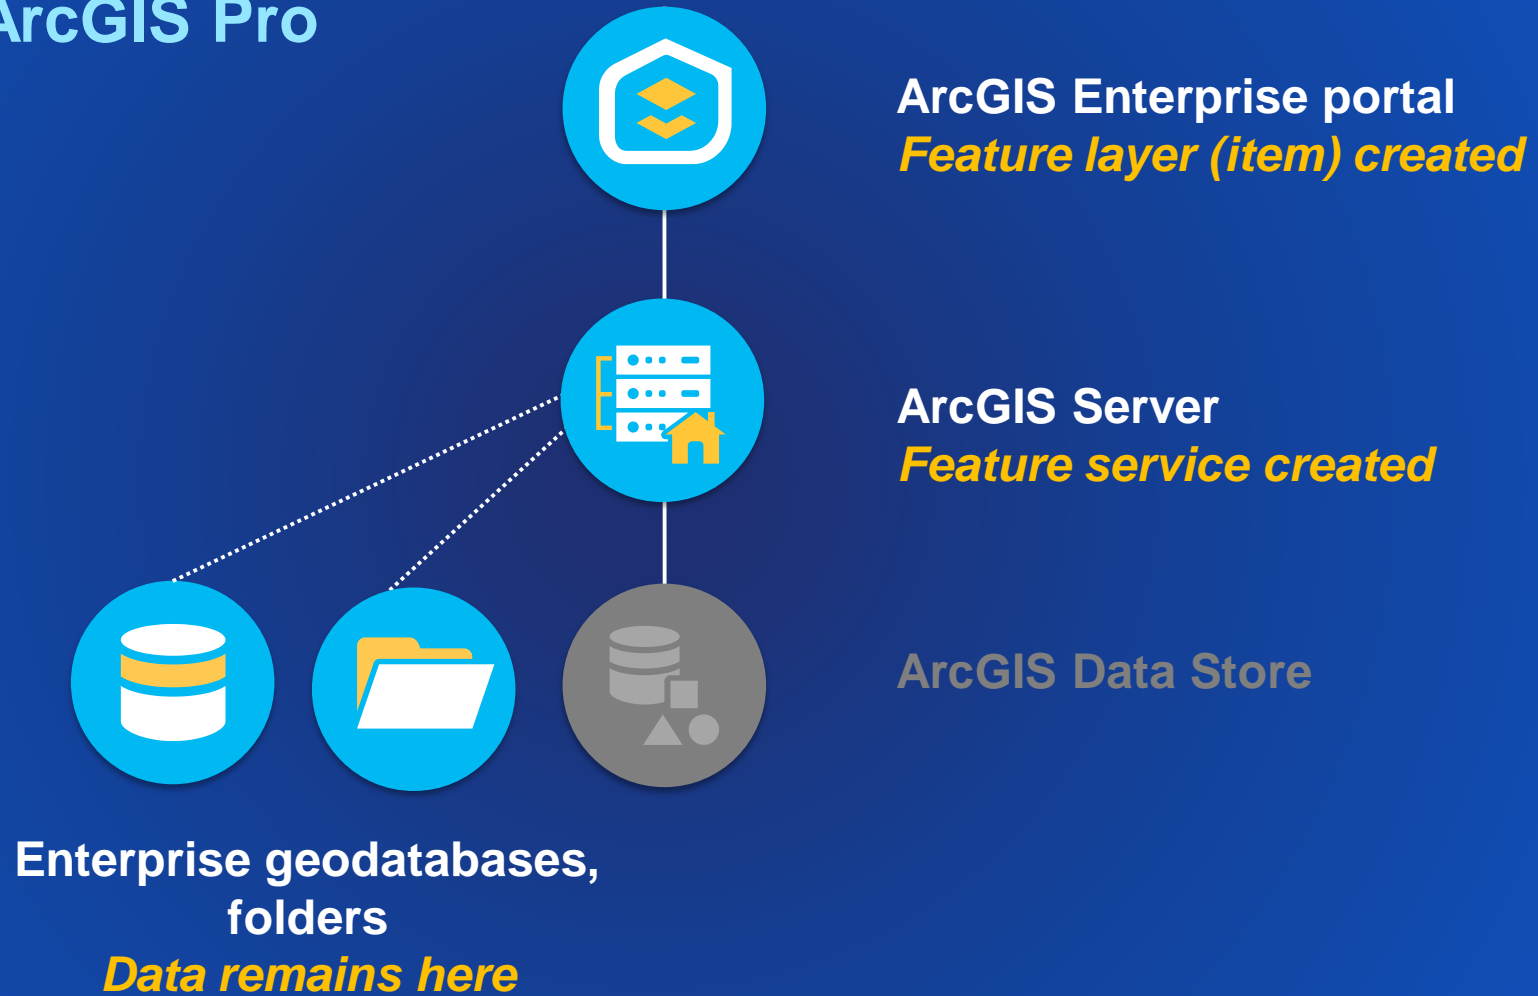 ArcGIS Pro
ArcGIS Enterprise portal
Feature layer (item) created
ArcGIS Server
Feature service created
ArcGIS Data Store
Enterprise geodatabases,
folders
Data remains here